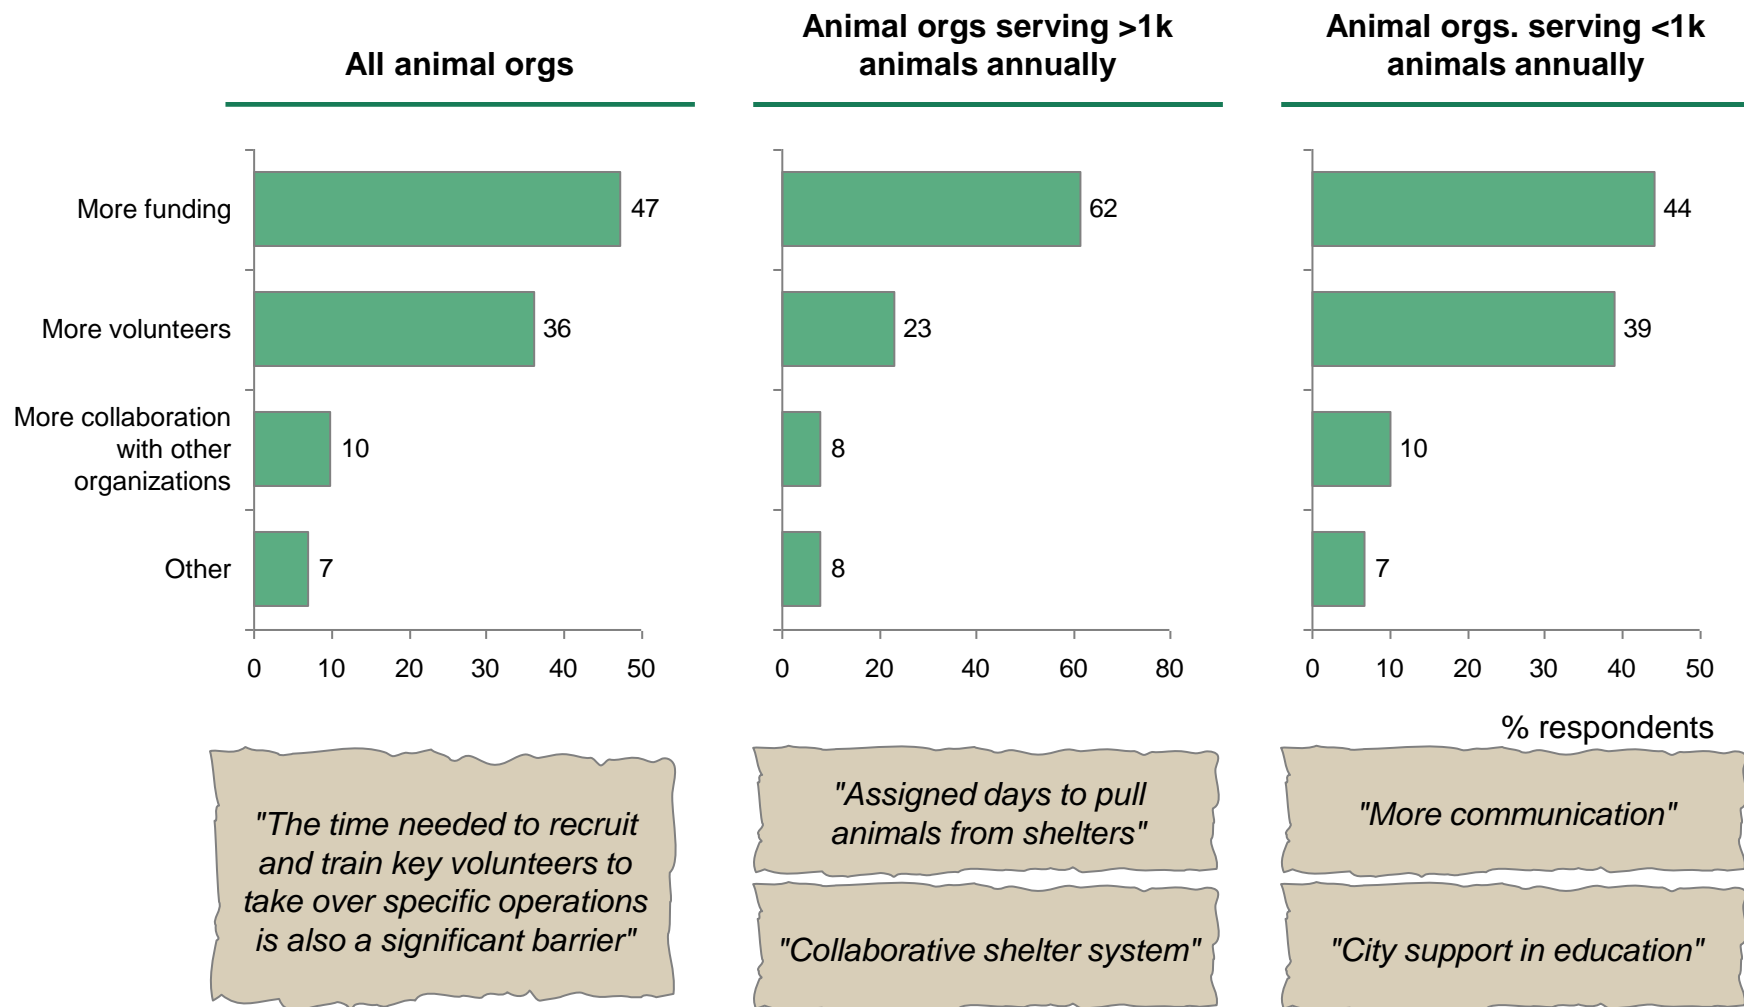 All animal orgs
Animal orgs serving >1k
animals annually
Animal orgs. serving <1k
animals annually
More funding
47
62
44
More volunteers
36
23
39
More collaboration
with other
organizations
10
8
10
Other
7
8
7
0 10 20 30 40 50
0 20 40 60 80
0 10 20 30 40 50
% respondents
"The time needed to recruit
and train key volunteers to
take over specific operations
is also a significant barrier"
"Assigned days to pull
animals from shelters"
"Collaborative shelter system"
"More communication"
"City support in education"